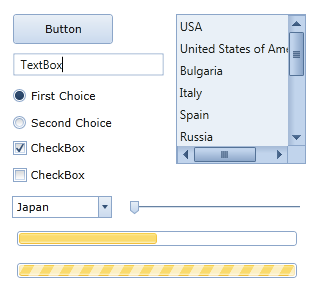 Button
TextBox
First Choice
Second Choice
CheckBox
CheckBox
Japan
USA
United States of Ame
Bulgaria
Italy
Spain
Russia